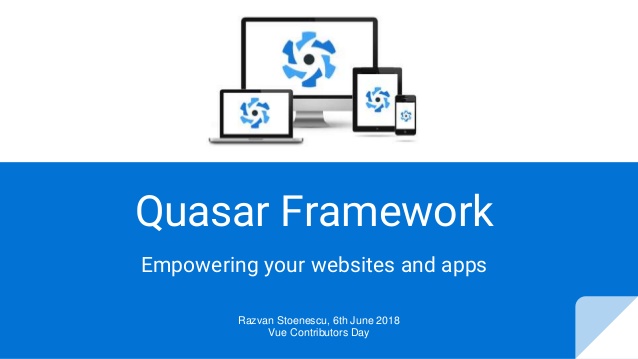 Quasar Framework
Empowering your websites and apps
Razvan Stoenescu, 6th June 2018
Vue Contributors Day